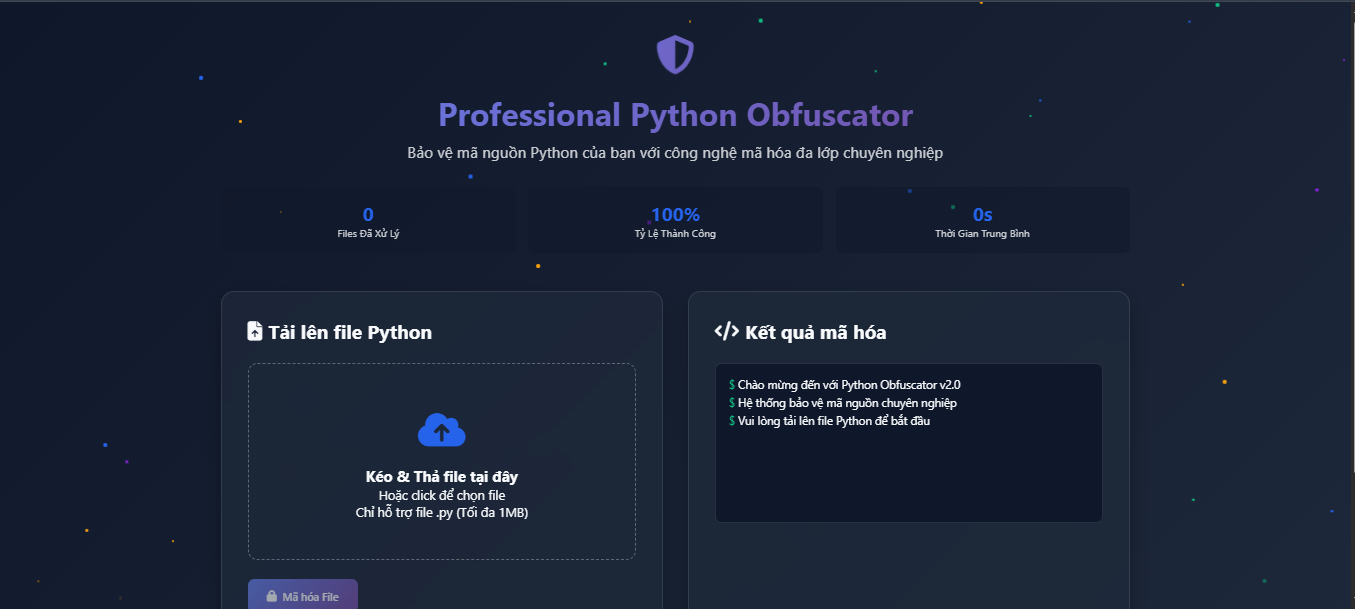 Professional Python Obfuscator
Bảo vệ mã nguồn Python của bạn với công nghệ mã hóa đa lớp chuyên nghiệp
0
Files Đã Xử Lý
100%
Tỷ Lệ Thành Công
0s
Thời Gian Trung Bình
Tải lên file Python
Kéo & Thả file tại đây
Hoặc click để chọn file
Chỉ hỗ trợ file .py (Tối đa 1MB)
Mã hóa File
</> Kết quả mã hóa
$ Chào mừng đến với Python Obfuscator v2.0
$ Hệ thống bảo vệ mã nguồn chuyên nghiệp
$ Vui lòng tải lên file Python để bắt đầu